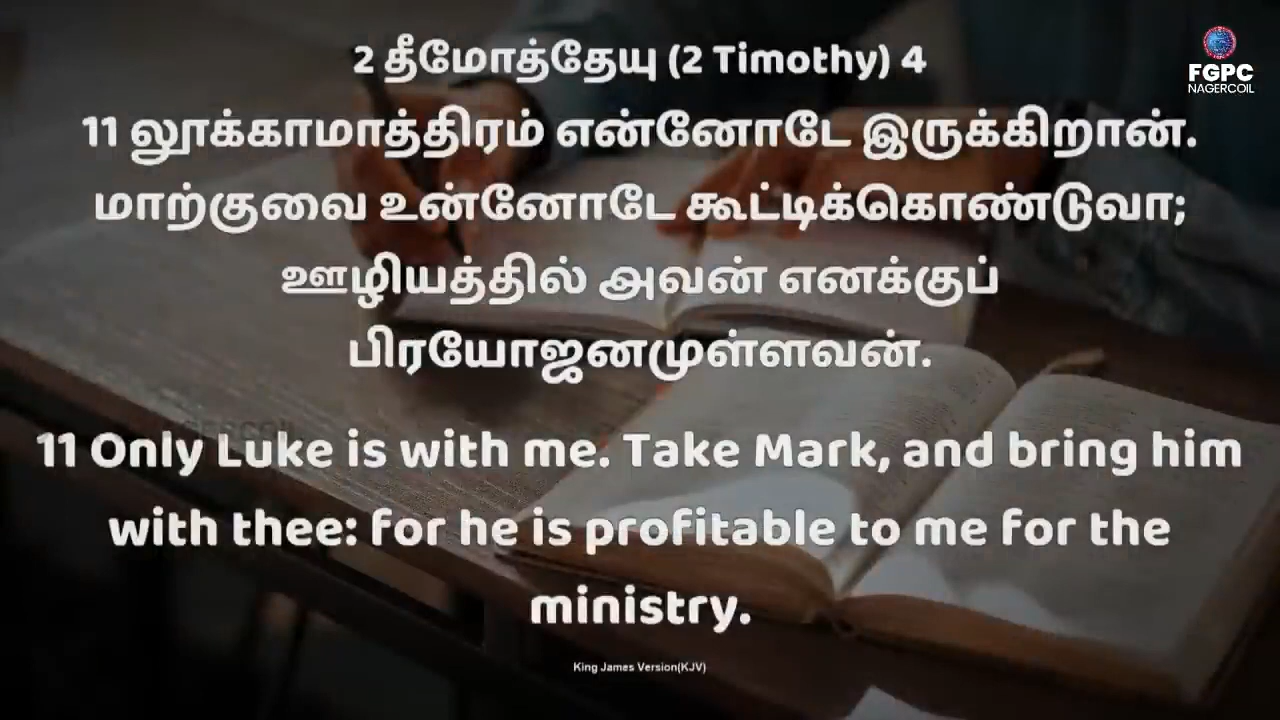 2 தீமோத்தேயு (2 Timothy) 4
FGPC
NAGERCOIL
11 லூக்காமாத்திரம் என்னோடே இருக்கிறான்.
மாற்குவை உன்னோடே கூட்டிக்கொண்டுவா;
ஊழியத்தில் அவன் எனக்குப்
பிரயோஜனமுள்ளவன்.
11 Only Luke is with me. Take Mark, and bring him
with thee: for he is profitable to me for the
ministry.
King James Version(KJV)